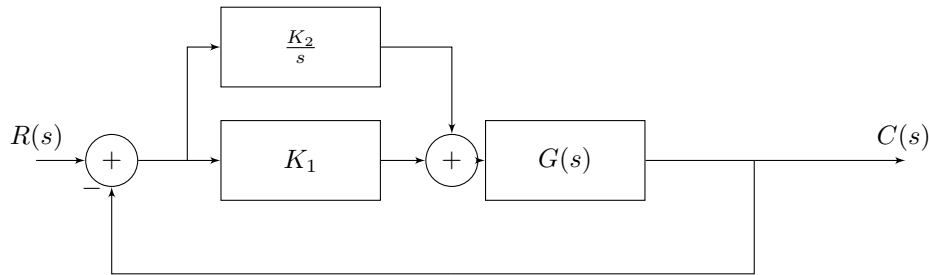 K_2/s
R(s)
+
K_1
+
G(s)
C(s)
−